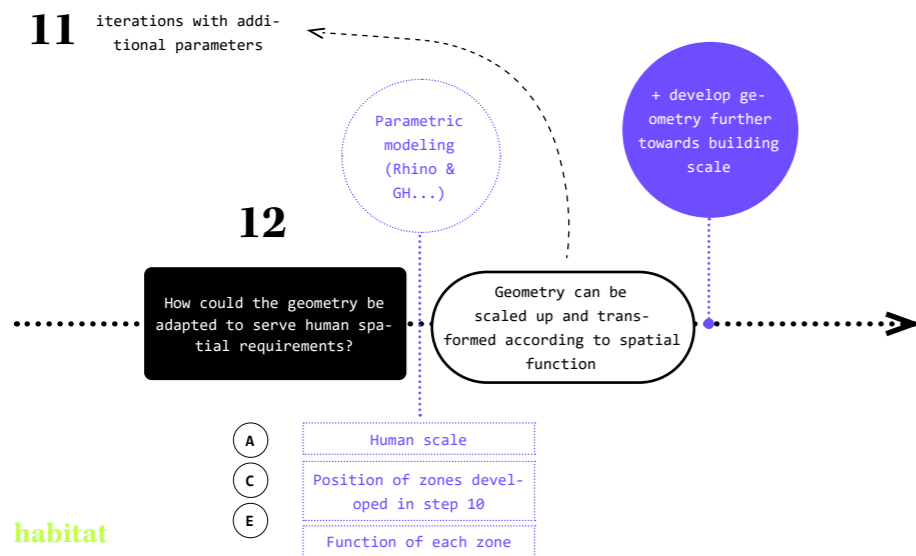 11
iterations with addi-
tional parameters
+ develop ge-
ometry further
towards building
scale
Parametric
modeling
(Rhino &
GH...)
12
How could the geometry be
adapted to serve human spa-
tial requirements?
Geometry can be
scaled up and trans-
formed according to spatial
function
A
Human scale
C
Position of zones devel-
oped in step 10
E
Function of each zone
habitat